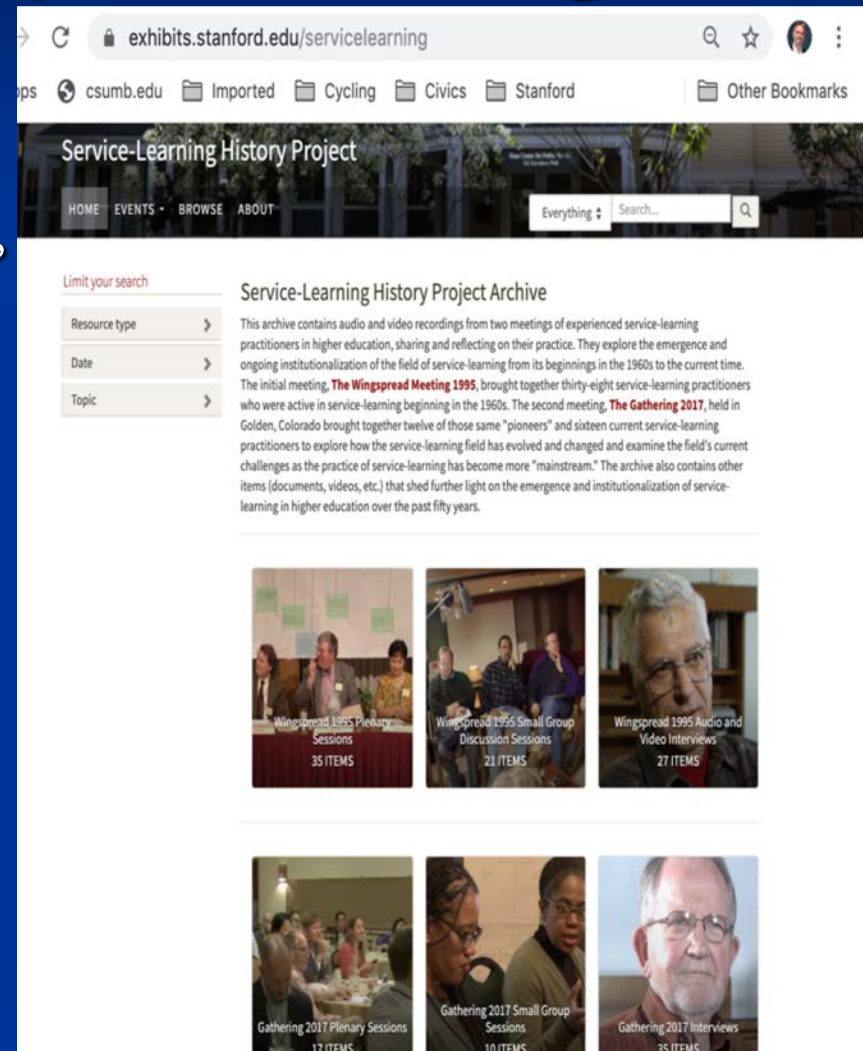 exhibits.stanford.edu/servicelearning
csumb.edu Imported Cycling Civics Stanford Other Bookmarks
Service-Learning History Project
HOME EVENTS BROWSE ABOUT
Everything Search...
Limit your search
Resource type
Date
Topic
Service-Learning History Project Archive
This archive contains audio and video recordings from two meetings of experienced service-learning
practitioners in higher education, sharing and reflecting on their practice. They explore the emergence and
ongoing institutionalization of the field of service-learning from its beginnings in the 1960s to the current time.
The initial meeting, The Wingspread Meeting 1995, brought together thirty-eight service-learning practitioners
who were active in service-learning beginning in the 1960s. The second meeting, The Gathering 2017, held in
Golden, Colorado brought together twelve of those same "pioneers" and sixteen current service-learning
practitioners to explore how the service-learning field has evolved and changed and examine the field's current
challenges as the practice of service-learning has become more "mainstream." The archive also contains other
items (documents, videos, etc.) that shed further light on the emergence and institutionalization of service-
learning in higher education over the past fifty years.
Wingspread 1995 Plenary
Sessions
35 ITEMS
Wingspread 1995 Small Group
Discussion Sessions
21 ITEMS
Wingspread 1995 Audio and
Video Interviews
27 ITEMS
Gathering 2017 Plenary Sessions
17 ITEMS
Gathering 2017 Small Group
Sessions
10 ITEMS
Gathering 2017 Interviews
35 ITEMS